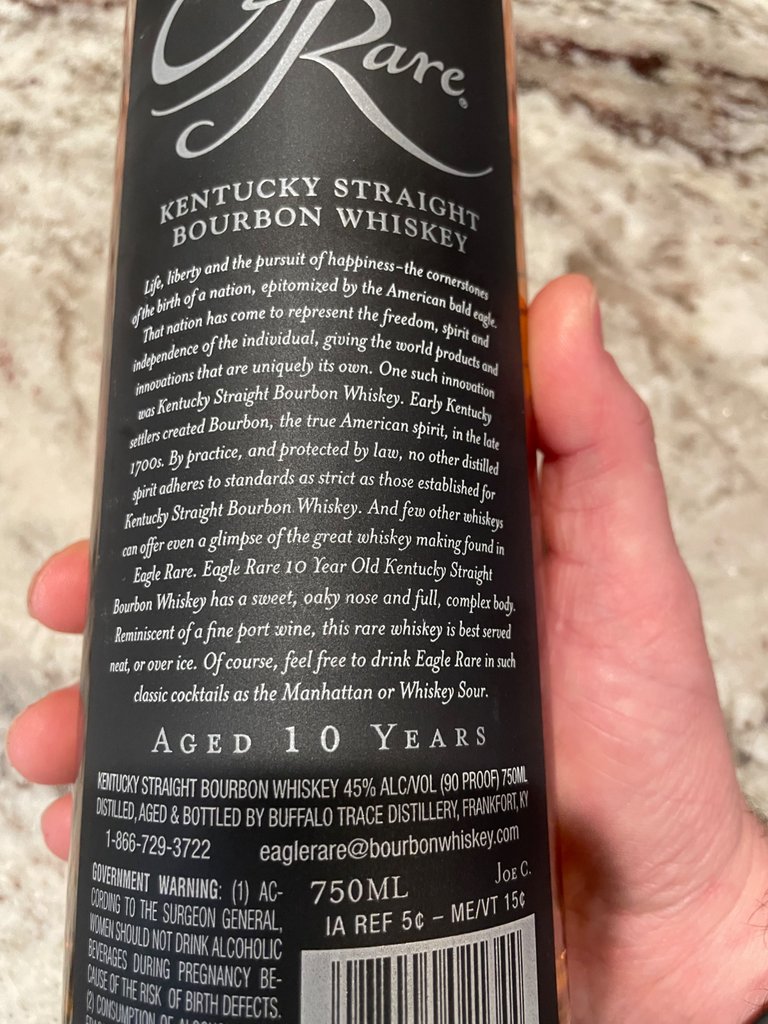 Rare®
KENTUCKY STRAIGHT
BOURBON WHISKEY
Life, liberty and the pursuit of happiness–the cornerstones
of the birth of a nation, epitomized by the American bald eagle.
That nation has come to represent the freedom, spirit and
independence of the individual, giving the world products and
innovations that are uniquely its own. One such innovation
was Kentucky Straight Bourbon Whiskey. Early Kentucky
settlers created Bourbon, the true American spirit, in the late
1700s. By practice, and protected by law, no other distilled
spirit adheres to standards as strict as those established for
Kentucky Straight Bourbon Whiskey. And few other whiskeys
can offer even a glimpse of the great whiskey making found in
Eagle Rare. Eagle Rare 10 Year Old Kentucky Straight
Bourbon Whiskey has a sweet, oaky nose and full, complex body.
Reminiscent of a fine port wine, this rare whiskey is best served
neat, or over ice. Of course, feel free to drink Eagle Rare in such
classic cocktails as the Manhattan or Whiskey Sour.
AGED 10 YEARS
KENTUCKY STRAIGHT BOURBON WHISKEY 45% ALC/VOL (90 PROOF) 750ML
DISTILLED, AGED & BOTTLED BY BUFFALO TRACE DISTILLERY, FRANKFORT, KY
1-866-729-3722 eaglerare@bourbonwhiskey.com
GOVERNMENT WARNING: (1) AC-
CORDING TO THE SURGEON GENERAL,
WOMEN SHOULD NOT DRINK ALCOHOLIC
BEVERAGES DURING PREGNANCY BE-
CAUSE OF THE RISK OF BIRTH DEFECTS.
(2) CONSUMPTION OF
750ML
JOE C.
IA REF 5¢ – ME/VT 15¢